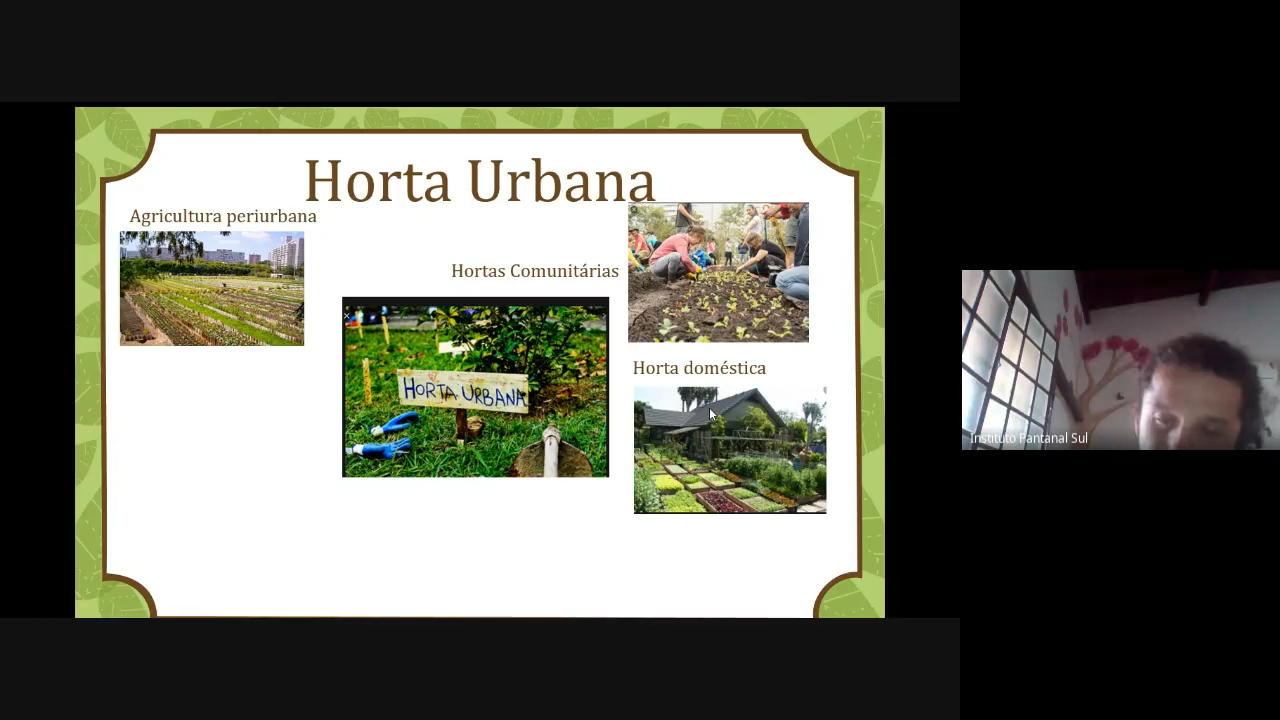 Horta Urbana
Agricultura periurbana
Hortas Comunitárias
HORTA URBANA
Horta doméstica
Instituto Pantanal Sul